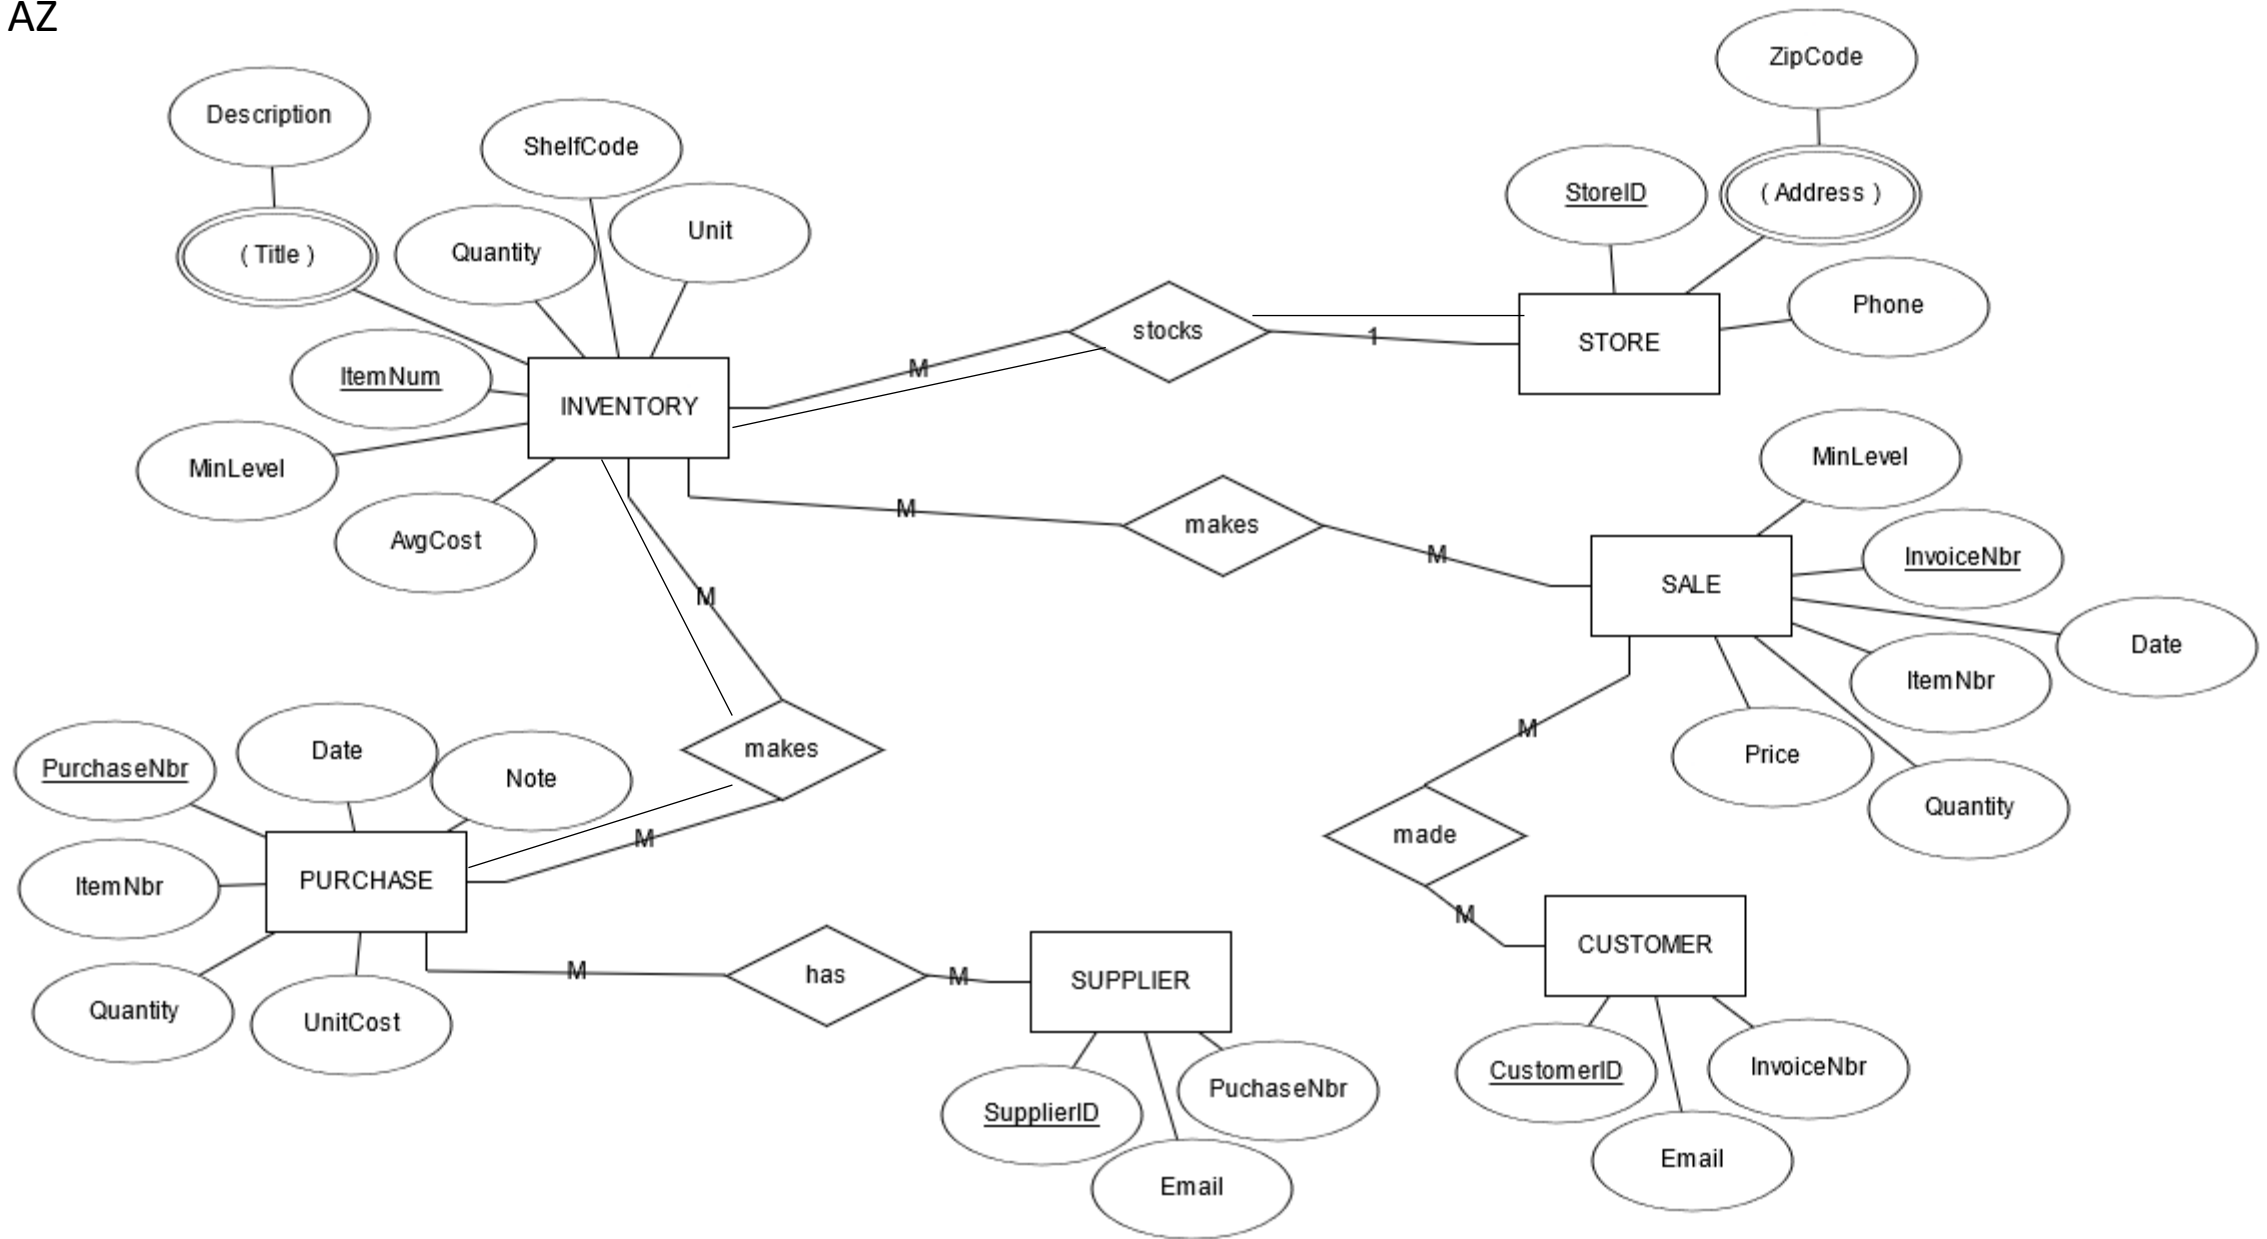 AZ
ZipCode
Description
ShelfCode
StoreID
( Address )
Unit
Quantity
( Title )
Phone
stocks
1
STORE
M
ItemNum
INVENTORY
MinLevel
MinLevel
M
makes
AvgCost
M
InvoiceNbr
SALE
M
Date
ItemNbr
M
Price
Date
makes
PurchaseNbr
Note
Quantity
M
made
PURCHASE
ItemNbr
M
CUSTOMER
M
has
M
SUPPLIER
Quantity
UnitCost
CustomerID
InvoiceNbr
PuchaseNbr
SupplierID
Email
Email